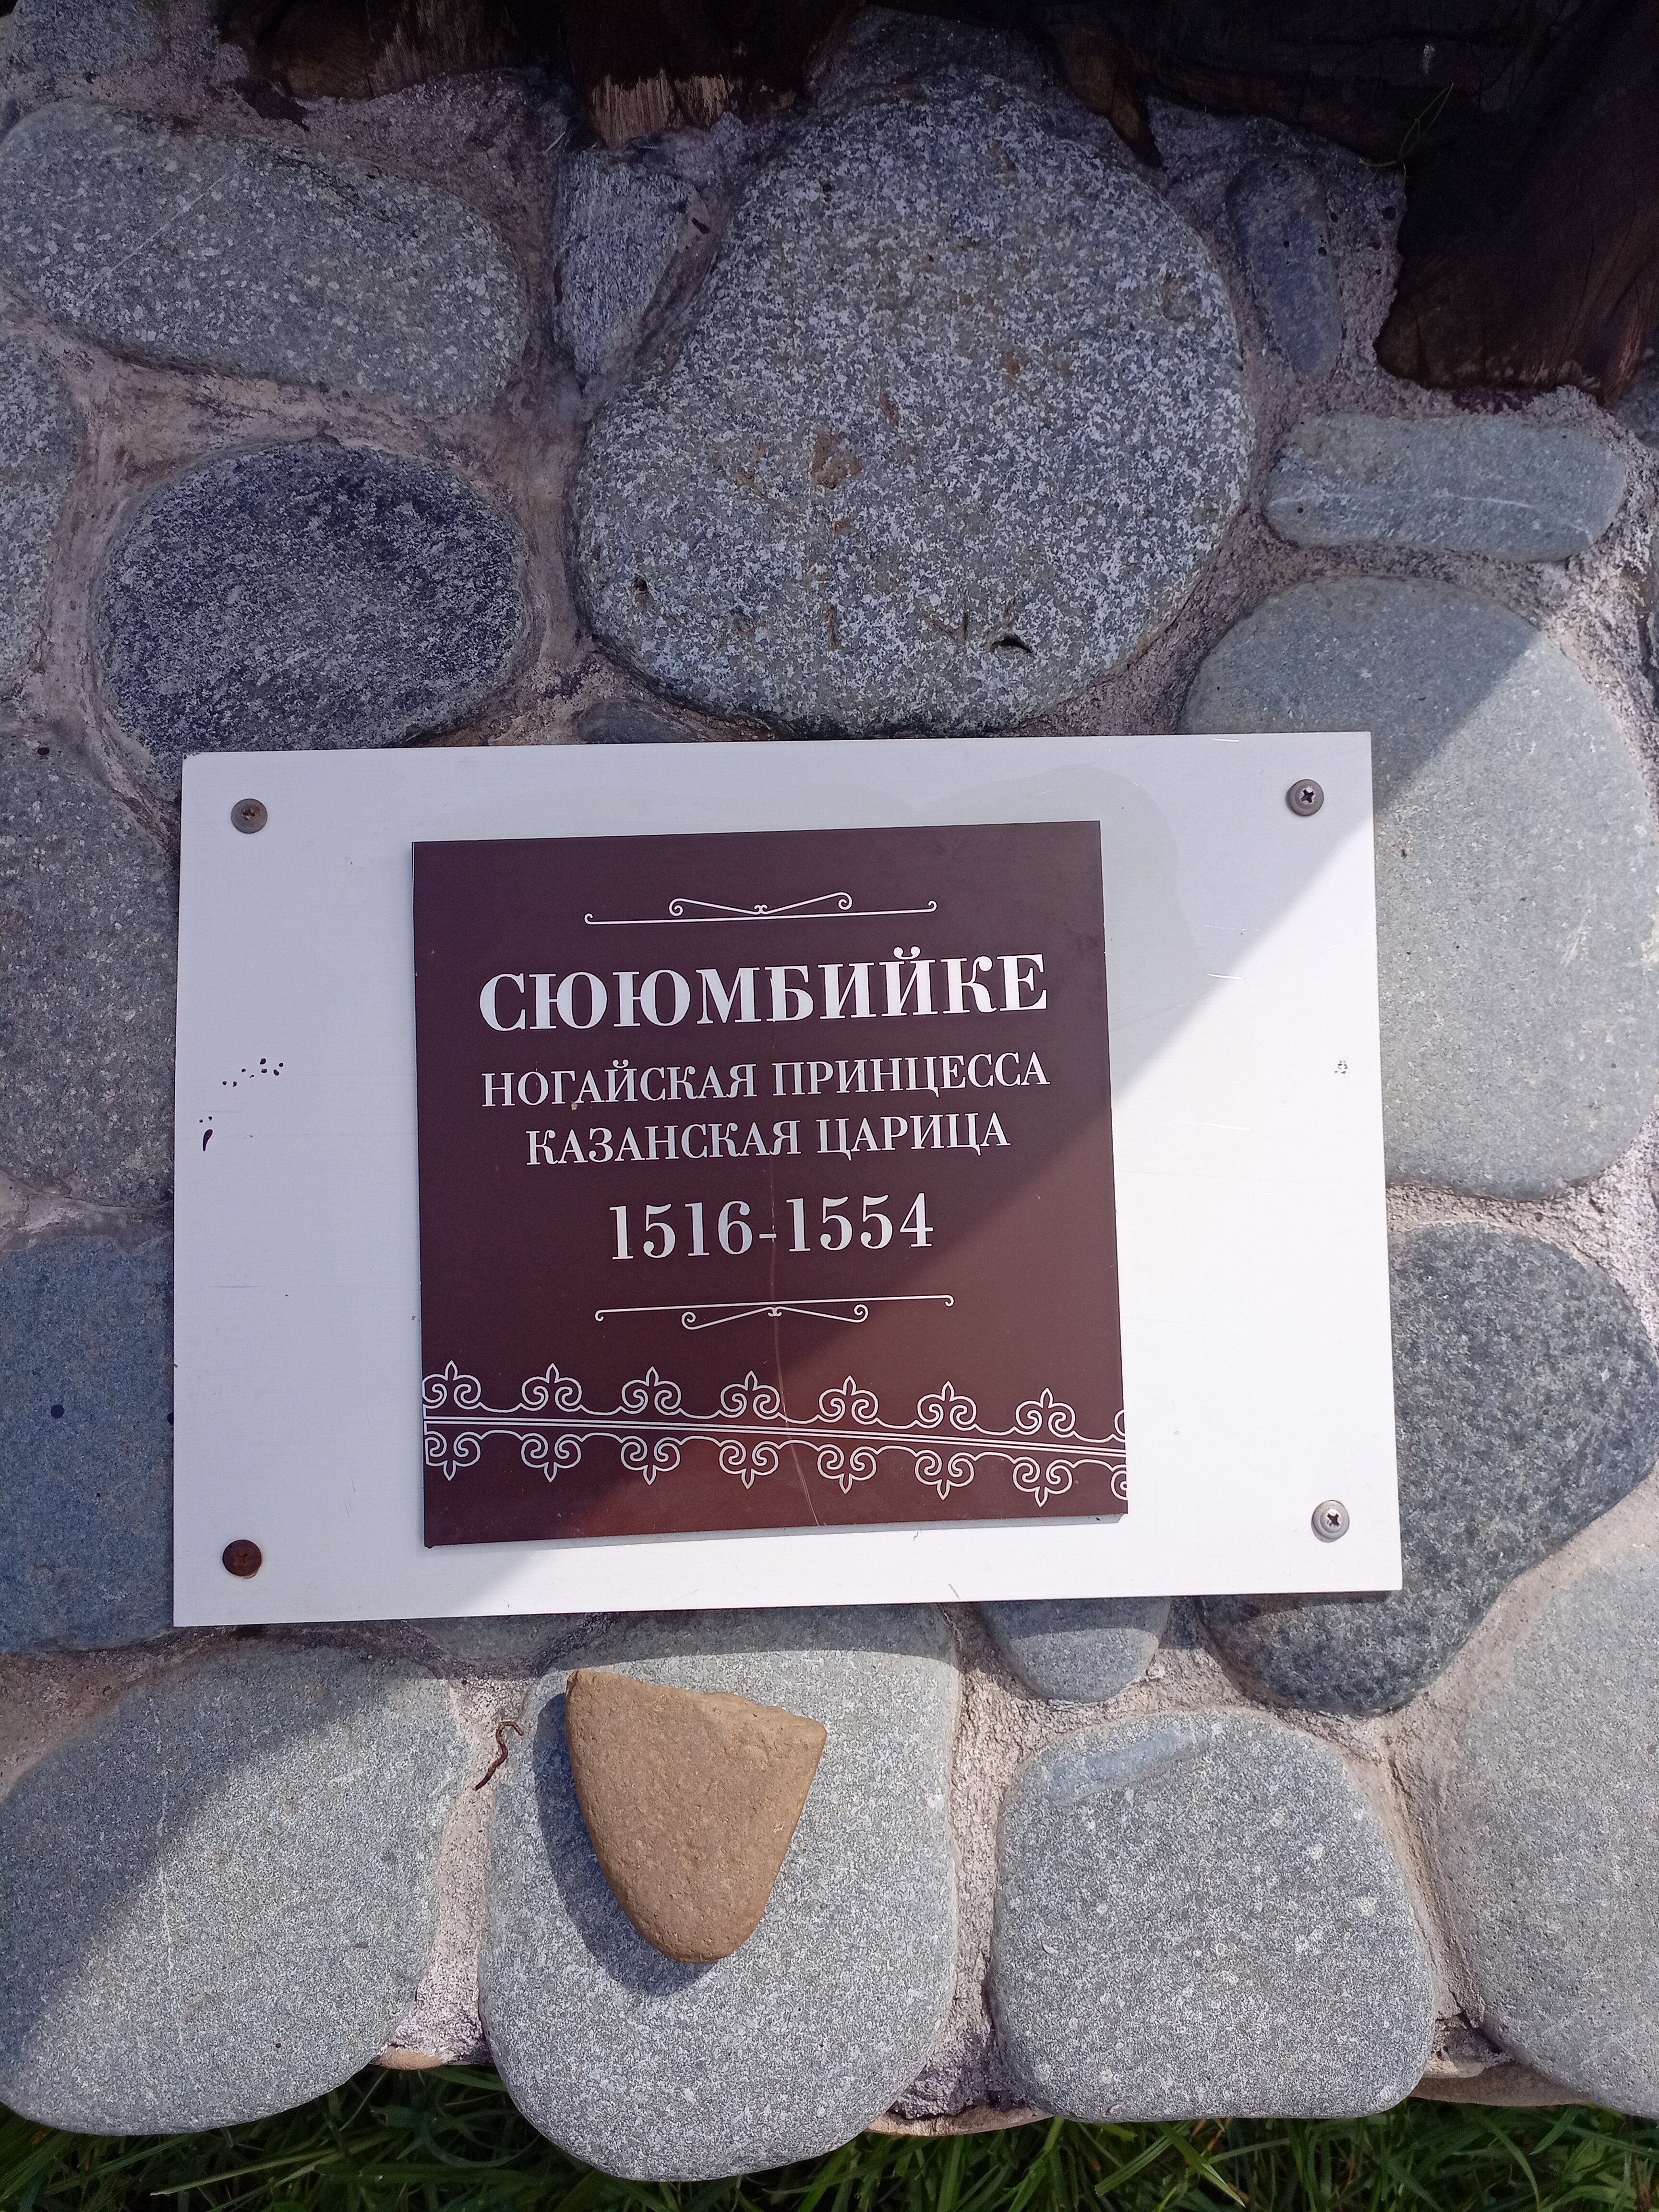 СЮЮМБИЙКЕ
НОГАЙСКАЯ ПРИНЦЕССА
КАЗАНСКАЯ ЦАРИЦА
1516-1554